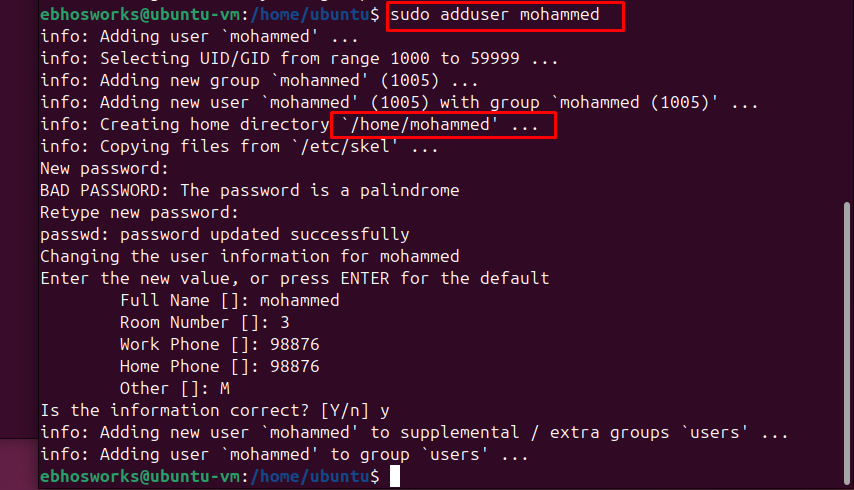 ebhosworks@ubuntu-vm:/home/ubuntu$ sudo adduser mohammed
info: Adding user `mohammed' ...
info: Selecting UID/GID from range 1000 to 59999 ...
info: Adding new group `mohammed' (1005) ...
info: Adding new user `mohammed' (1005) with group `mohammed (1005)' ...
info: Creating home directory `/home/mohammed' ...
info: Copying files from `/etc/skel' ...
New password:
BAD PASSWORD: The password is a palindrome
Retype new password:
passwd: password updated successfully
Changing the user information for mohammed
Enter the new value, or press ENTER for the default
        Full Name []: mohammed
        Room Number []: 3
        Work Phone []: 98876
        Home Phone []: 98876
        Other []: M
Is the information correct? [Y/n] y
info: Adding new user `mohammed' to supplemental / extra groups `users' ...
info: Adding user `mohammed' to group `users' ...
ebhosworks@ubuntu-vm:/home/ubuntu$